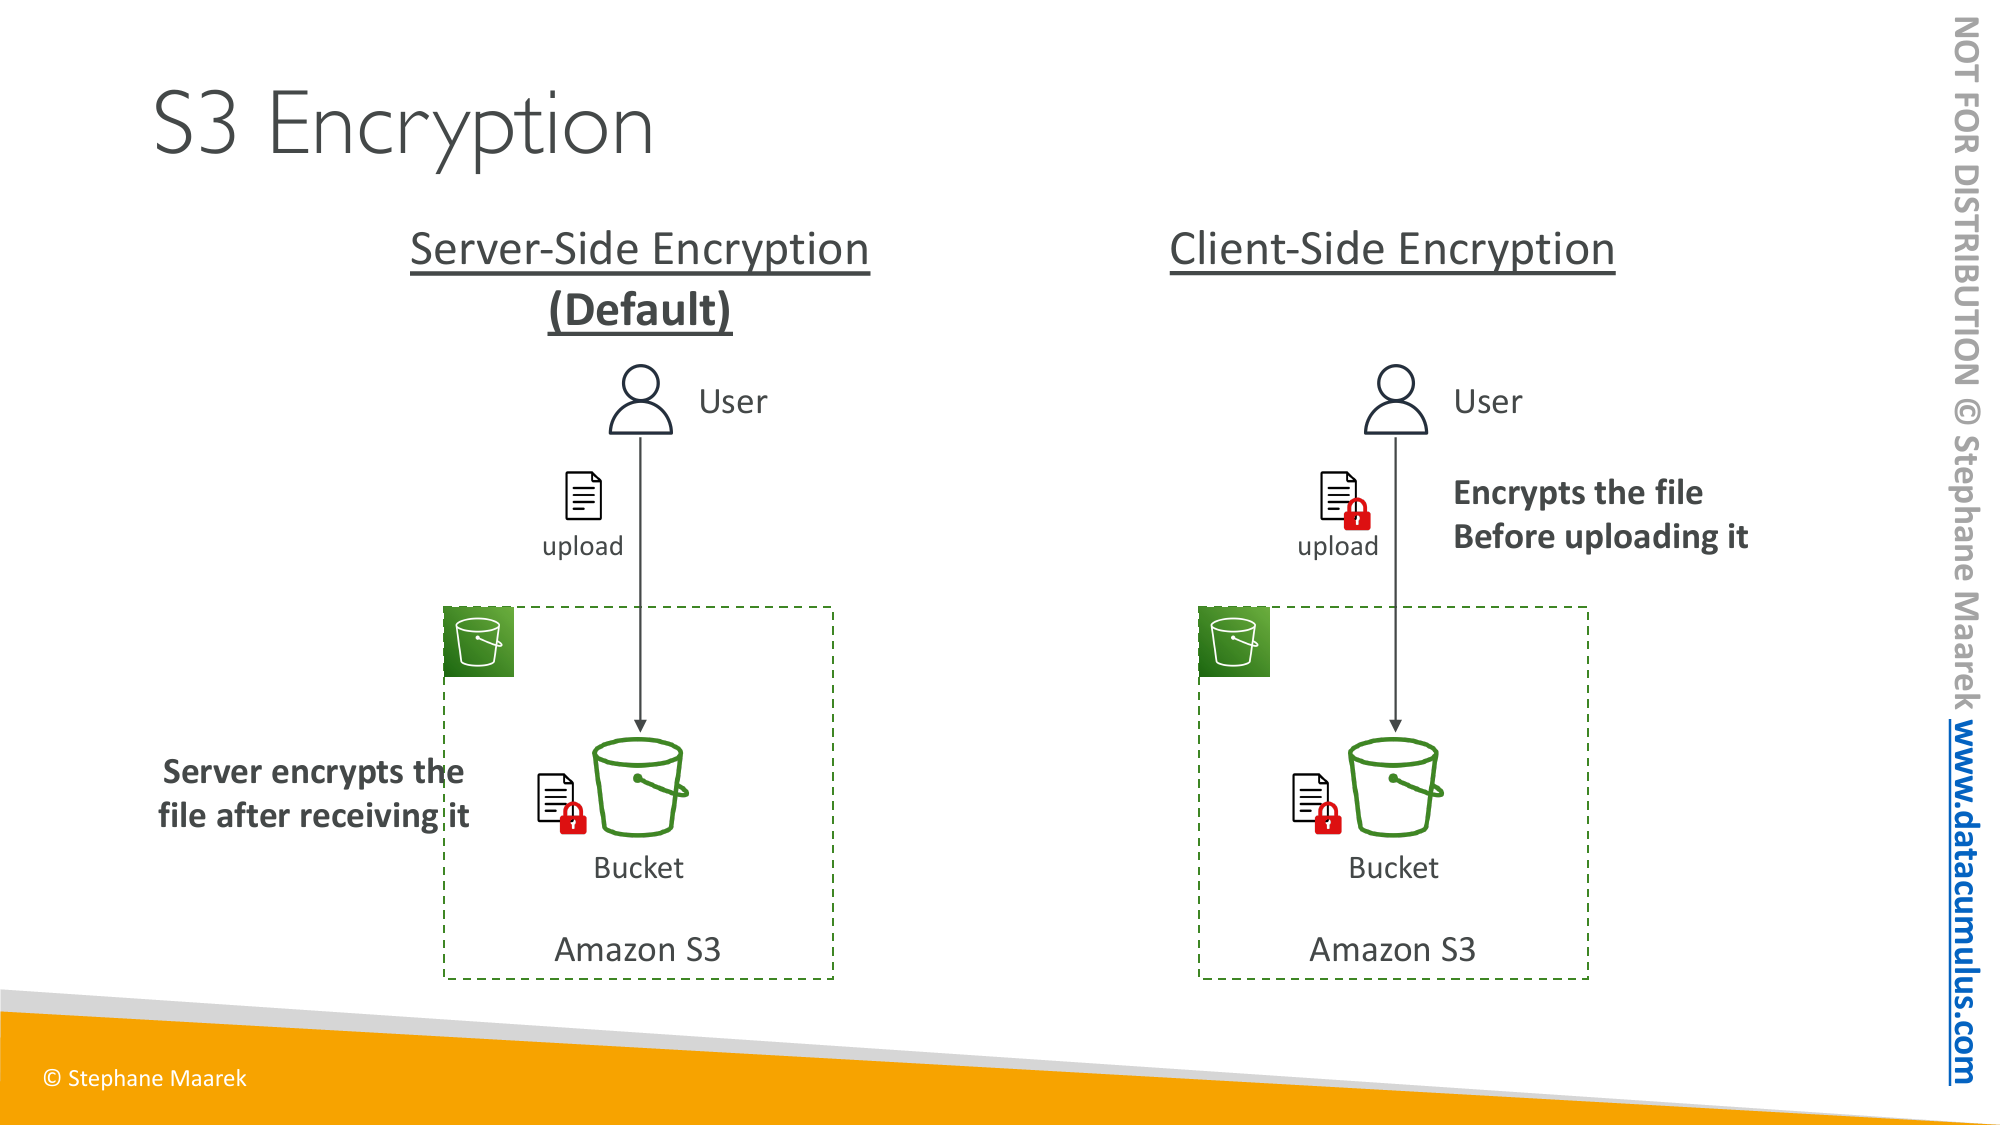 S3 Encryption
Server-Side Encryption
(Default)
User
upload
Server encrypts the
file after receiving it
Bucket
Amazon S3
Client-Side Encryption
User
Encrypts the file
Before uploading it
upload
Bucket
Amazon S3
© Stephane Maarek
NOT FOR DISTRIBUTION © Stephane Maarek www.datacumulus.com